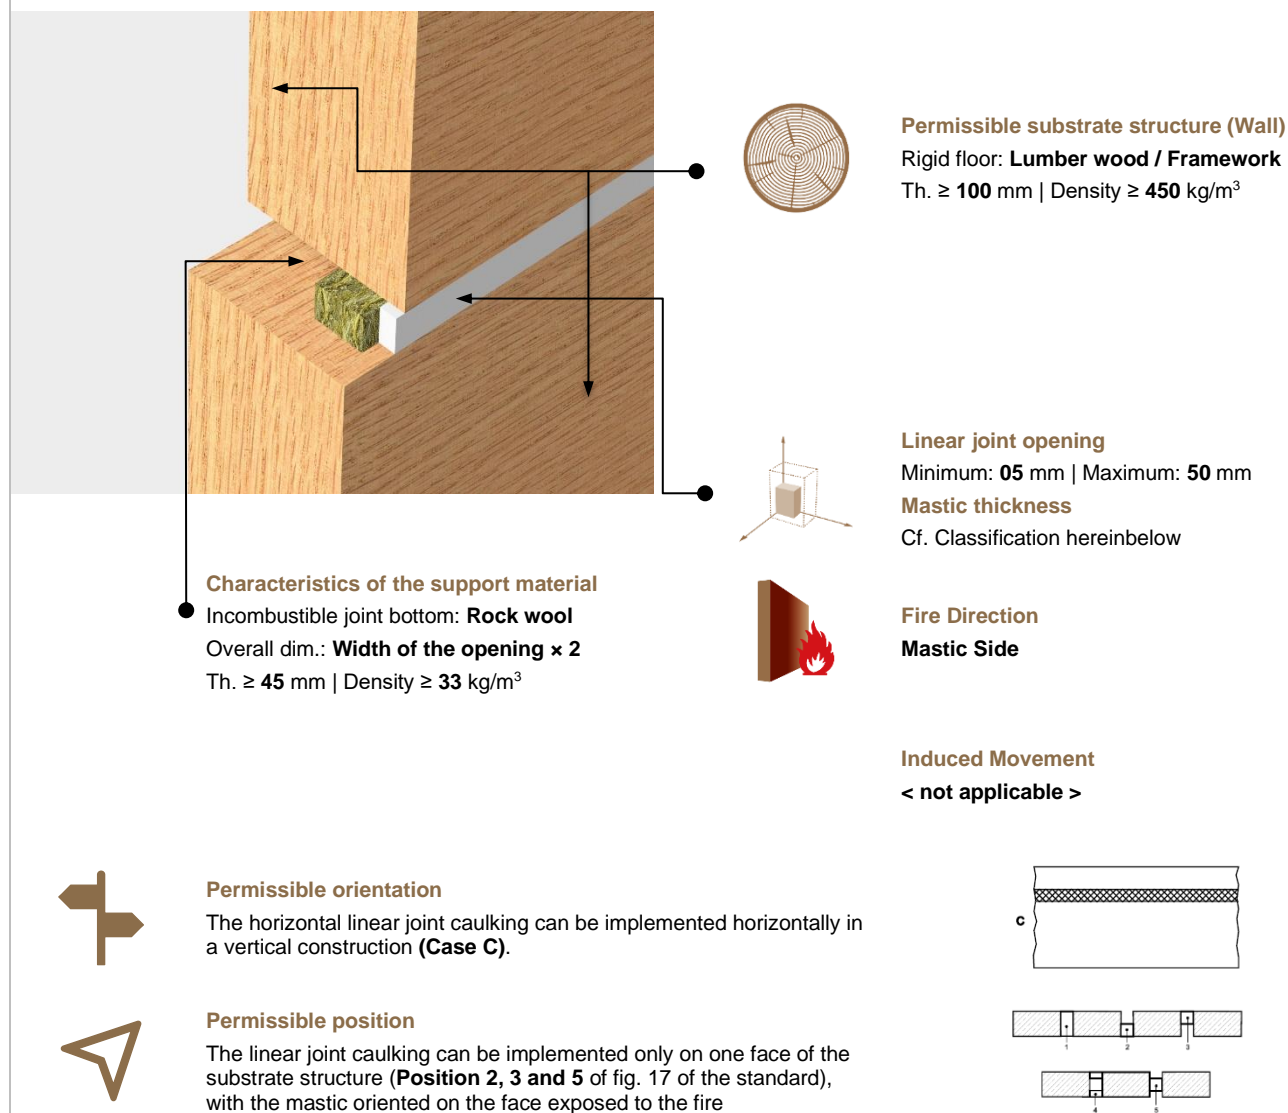 Permissible substrate structure (Wall)
Rigid floor: Lumber wood / Framework
Th. ≥ 100 mm | Density ≥ 450 kg/m³
Linear joint opening
Minimum: 05 mm | Maximum: 50 mm
Mastic thickness
Cf. Classification hereinbelow
Characteristics of the support material
Incombustible joint bottom: Rock wool
Overall dim.: Width of the opening × 2
Th. ≥ 45 mm | Density ≥ 33 kg/m³
Fire Direction
Mastic Side
Induced Movement
< not applicable >
Permissible orientation
The horizontal linear joint caulking can be implemented horizontally in
a vertical construction (Case C).
C
Permissible position
The linear joint caulking can be implemented only on one face of the
substrate structure (Position 2, 3 and 5 of fig. 17 of the standard),
with the mastic oriented on the face exposed to the fire
1 2 3
4 5